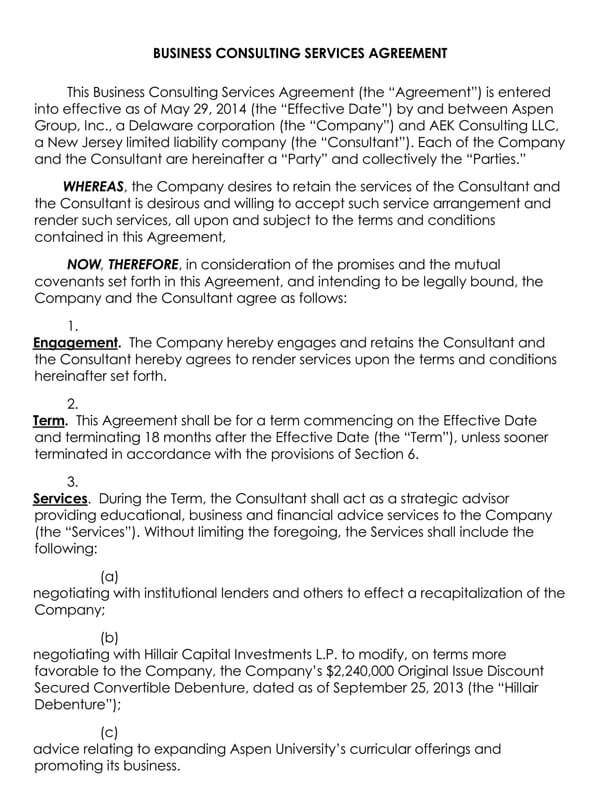 BUSINESS CONSULTING SERVICES AGREEMENT
This Business Consulting Services Agreement (the “Agreement”) is entered
into effective as of May 29, 2014 (the “Effective Date”) by and between Aspen
Group, Inc., a Delaware corporation (the “Company”) and AEK Consulting LLC,
a New Jersey limited liability company (the “Consultant”). Each of the Company
and the Consultant are hereinafter a “Party” and collectively the “Parties.”
WHEREAS, the Company desires to retain the services of the Consultant and
the Consultant is desirous and willing to accept such service arrangement and
render such services, all upon and subject to the terms and conditions
contained in this Agreement,
NOW, THEREFORE, in consideration of the promises and the mutual
covenants set forth in this Agreement, and intending to be legally bound, the
Company and the Consultant agree as follows:
1.
Engagement. The Company hereby engages and retains the Consultant and
the Consultant hereby agrees to render services upon the terms and conditions
hereinafter set forth.
2.
Term. This Agreement shall be for a term commencing on the Effective Date
and terminating 18 months after the Effective Date (the “Term”), unless sooner
terminated in accordance with the provisions of Section 6.
3.
Services. During the Term, the Consultant shall act as a strategic advisor
providing educational, business and financial advice services to the Company
(the “Services”). Without limiting the foregoing, the Services shall include the
following:
(a)
negotiating with institutional lenders and others to effect a recapitalization of the
Company;
(b)
negotiating with Hillair Capital Investments L.P. to modify, on terms more
favorable to the Company, the Company’s $2,240,000 Original Issue Discount
Secured Convertible Debenture, dated as of September 25, 2013 (the “Hillair
Debenture”);
(c)
advice relating to expanding Aspen University’s curricular offerings and
promoting its business.